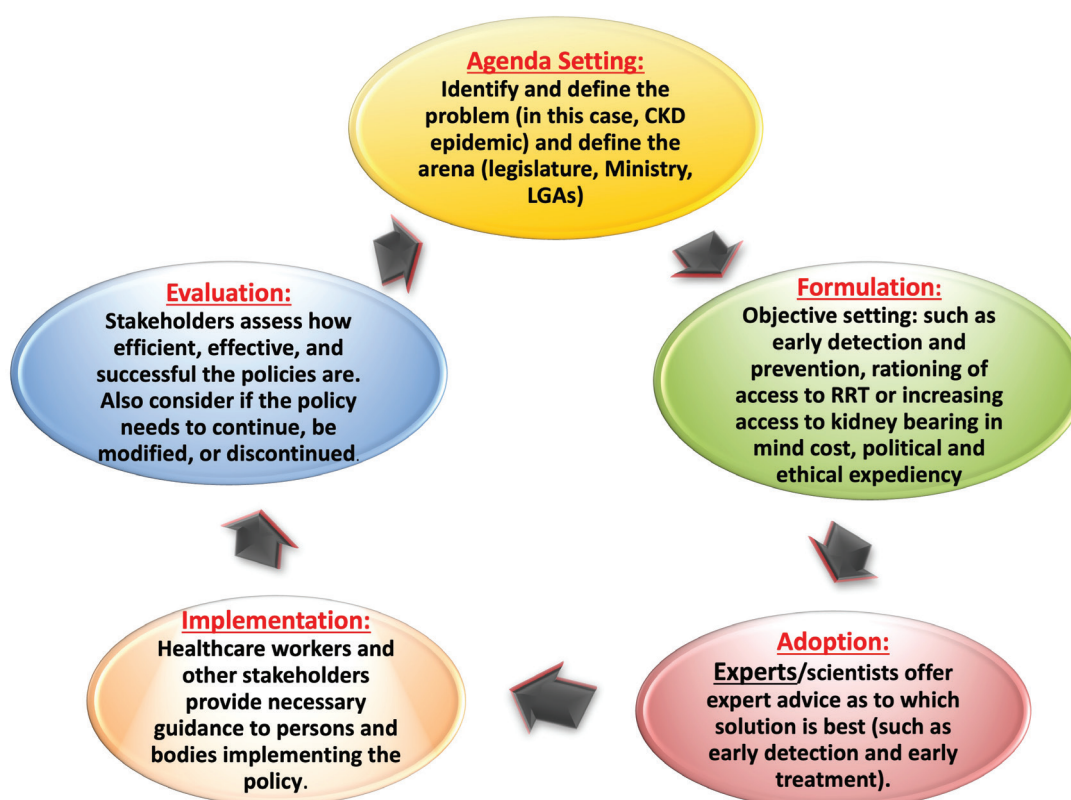 Agenda Setting:
Identify and define the
problem (in this case, CKD
epidemic) and define the
arena (legislature, Ministry,
LGAs)
Formulation:
Objective setting: such as
early detection and
prevention, rationing of
access to RRT or increasing
access to kidney bearing in
mind cost, political and
ethical expediency
Adoption:
Experts/scientists offer
expert advice as to which
solution is best (such as
early detection and early
treatment).
Implementation:
Healthcare workers and
other stakeholders
provide necessary
guidance to persons and
bodies implementing the
policy.
Evaluation:
Stakeholders assess how
efficient, effective, and
successful the policies are.
Also consider if the policy
needs to continue, be
modified, or discontinued.